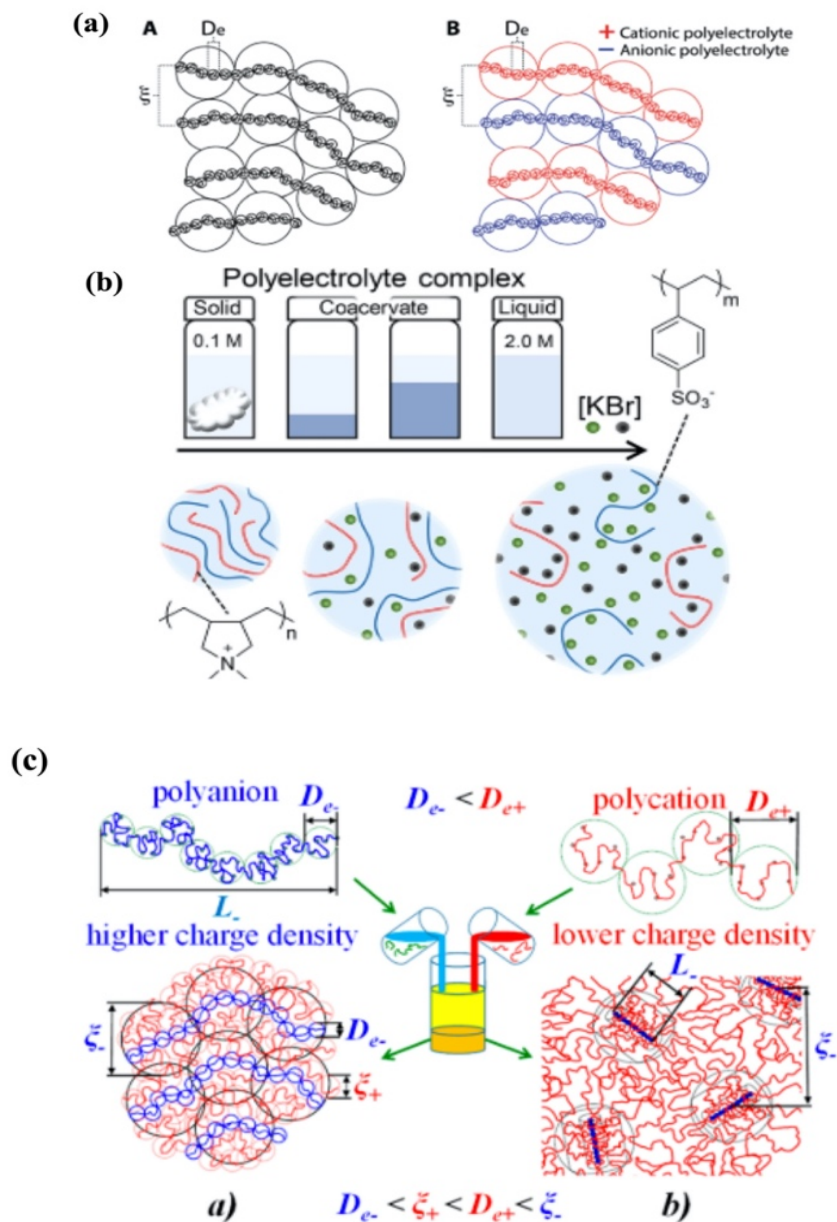 (a)
A
De
ξ
B
De
ξ
+ Cationic polyelectrolyte
− Anionic polyelectrolyte
(b)
Polyelectrolyte complex
Solid
Coacervate
Liquid
0.1 M
2.0 M
[KBr]
m
SO3-
n
+
N
(c)
polyanion
De-
De- < De+
polycation
De+
L-
higher charge density
lower charge density
L-
ξ-
De-
ξ+
ξ-
a)
De- < ξ+ < De+ < ξ-
b)